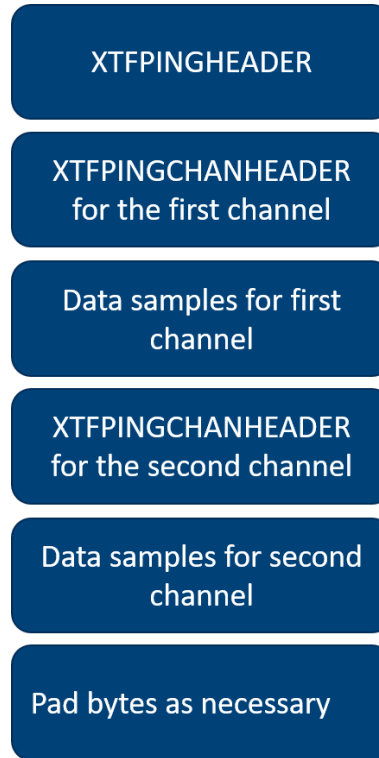 XTFPINGHEADER
XTFPINGCHANHEADER
for the first channel
Data samples for first
channel
XTFPINGCHANHEADER
for the second channel
Data samples for second
channel
Pad bytes as necessary